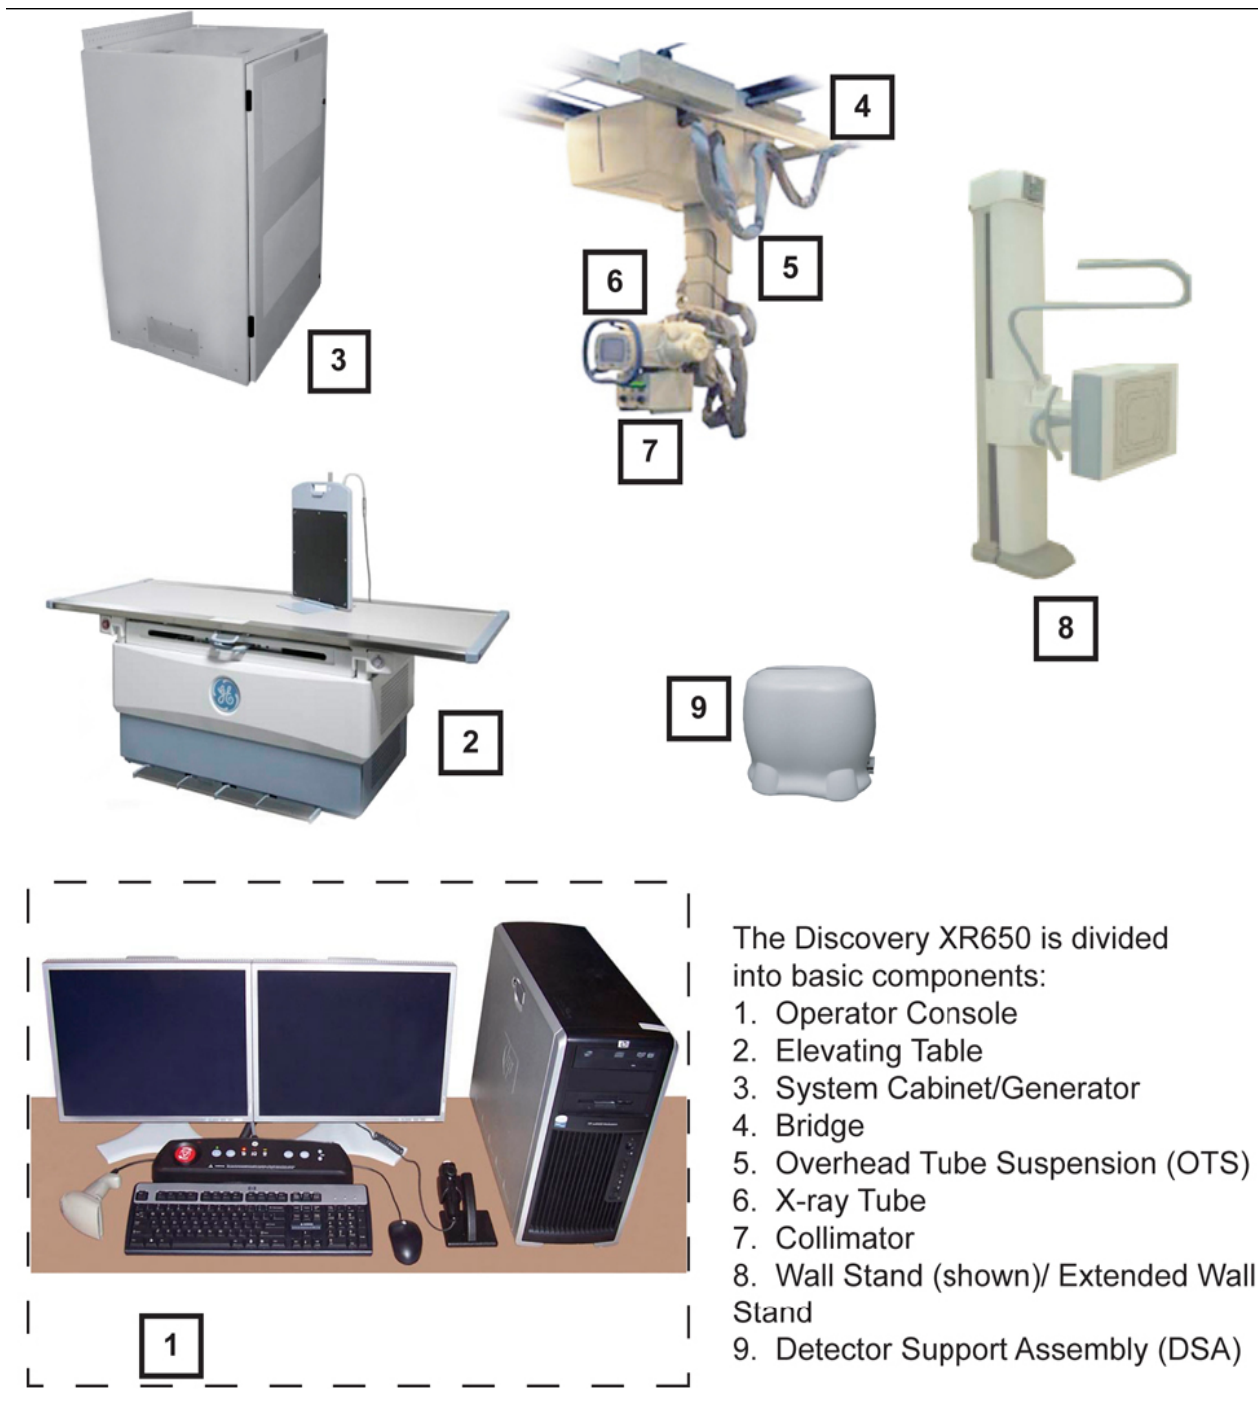 4
6
5
3
7
8
9
2
The Discovery XR650 is divided
into basic components:
1. Operator Console
2. Elevating Table
3. System Cabinet/Generator
4. Bridge
5. Overhead Tube Suspension (OTS)
6. X-ray Tube
7. Collimator
8. Wall Stand (shown)/ Extended Wall
Stand
9. Detector Support Assembly (DSA)
1